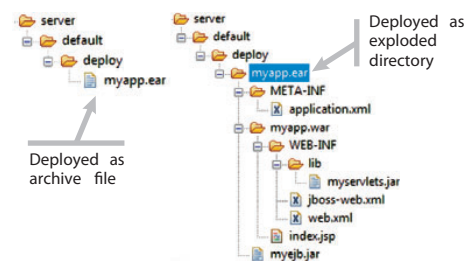 server
default
deploy
myapp.ear
Deployed as
archive file
server
default
deploy
myapp.ear
META-INF
application.xml
myapp.war
WEB-INF
lib
myservlets.jar
jboss-web.xml
web.xml
index.jsp
myejb.jar
Deployed as
exploded
directory